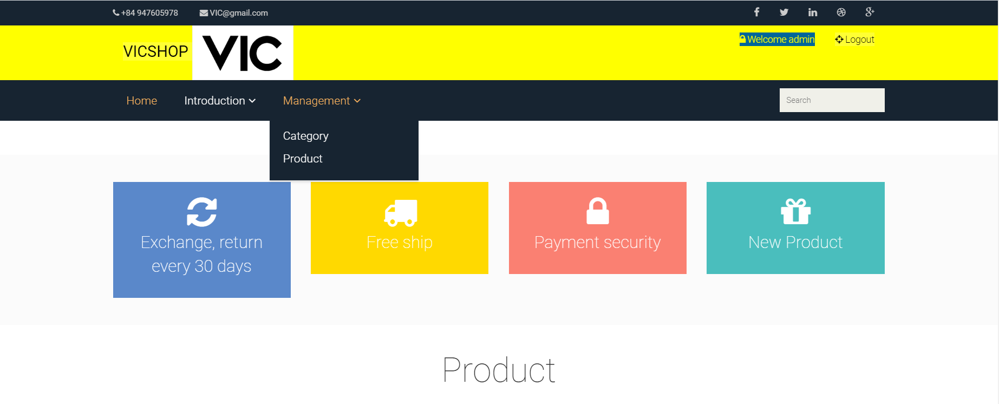 +84 947605978 VIC@gmail.com
VICSHOP VIC Welcome admin Logout
Home Introduction Management Search
Category
Product
Exchange, return
every 30 days
Free ship
Payment security
New Product
Product